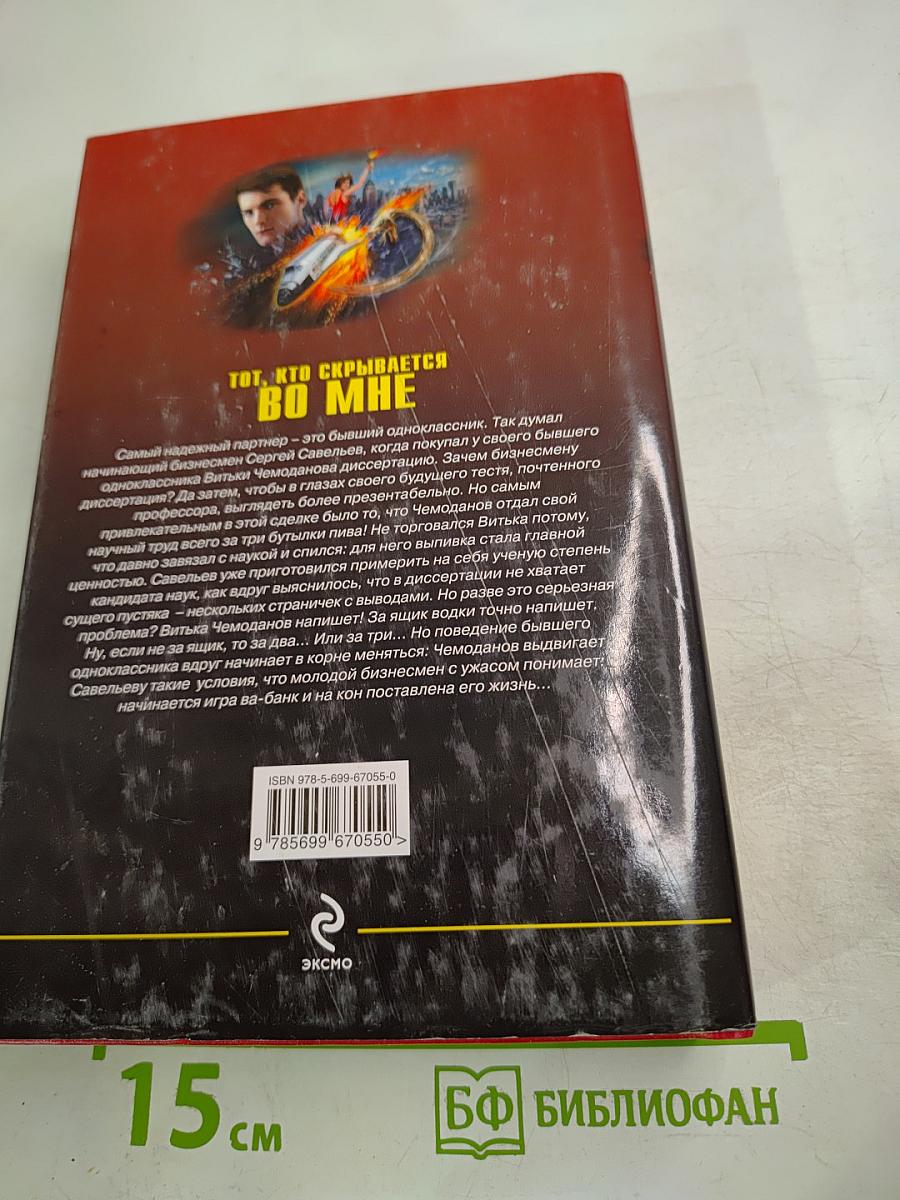 ТОТ, КТО СКРЫВАЕТСЯ
ВО МНЕ
Самый надежный партнер – это бывший одноклассник. Так думал
начинающий бизнесмен Сергей Савельев, когда покупал у своего бывшего
одноклассника Витьки Чемоданова диссертацию. Зачем бизнесмену
диссертация? Да затем, чтобы в глазах своего будущего тестя, почтенного
профессора, выглядеть более презентабельно. Но самым
привлекательным в этой сделке было то, что Чемоданов отдал свой
научный труд всего за три бутылки пива! Не торговался Витька потому,
что давно завязал с наукой и спился: для него выпивка стала главной
ценностью. Савельев уже приготовился примерить на себя ученую степень
кандидата наук, как вдруг выяснилось, что в диссертации не хватает
сущего пустяка – нескольких страничек с выводами. Но разве это серьезная
проблема? Витька Чемоданов напишет! За ящик водки точно напишет.
Ну, если не за ящик, то за два... Или за три... Но поведение бывшего
одноклассника вдруг начинает в корне меняться: Чемоданов выдвигает
Савельеву такие условия, что молодой бизнесмен с ужасом понимает:
начинается игра ва-банк и на кон поставлена его жизнь...
ISBN 978-5-699-67055-0
9 785699 670550 >
ЭКСМО
15 см
БФ БИБЛИОФАН